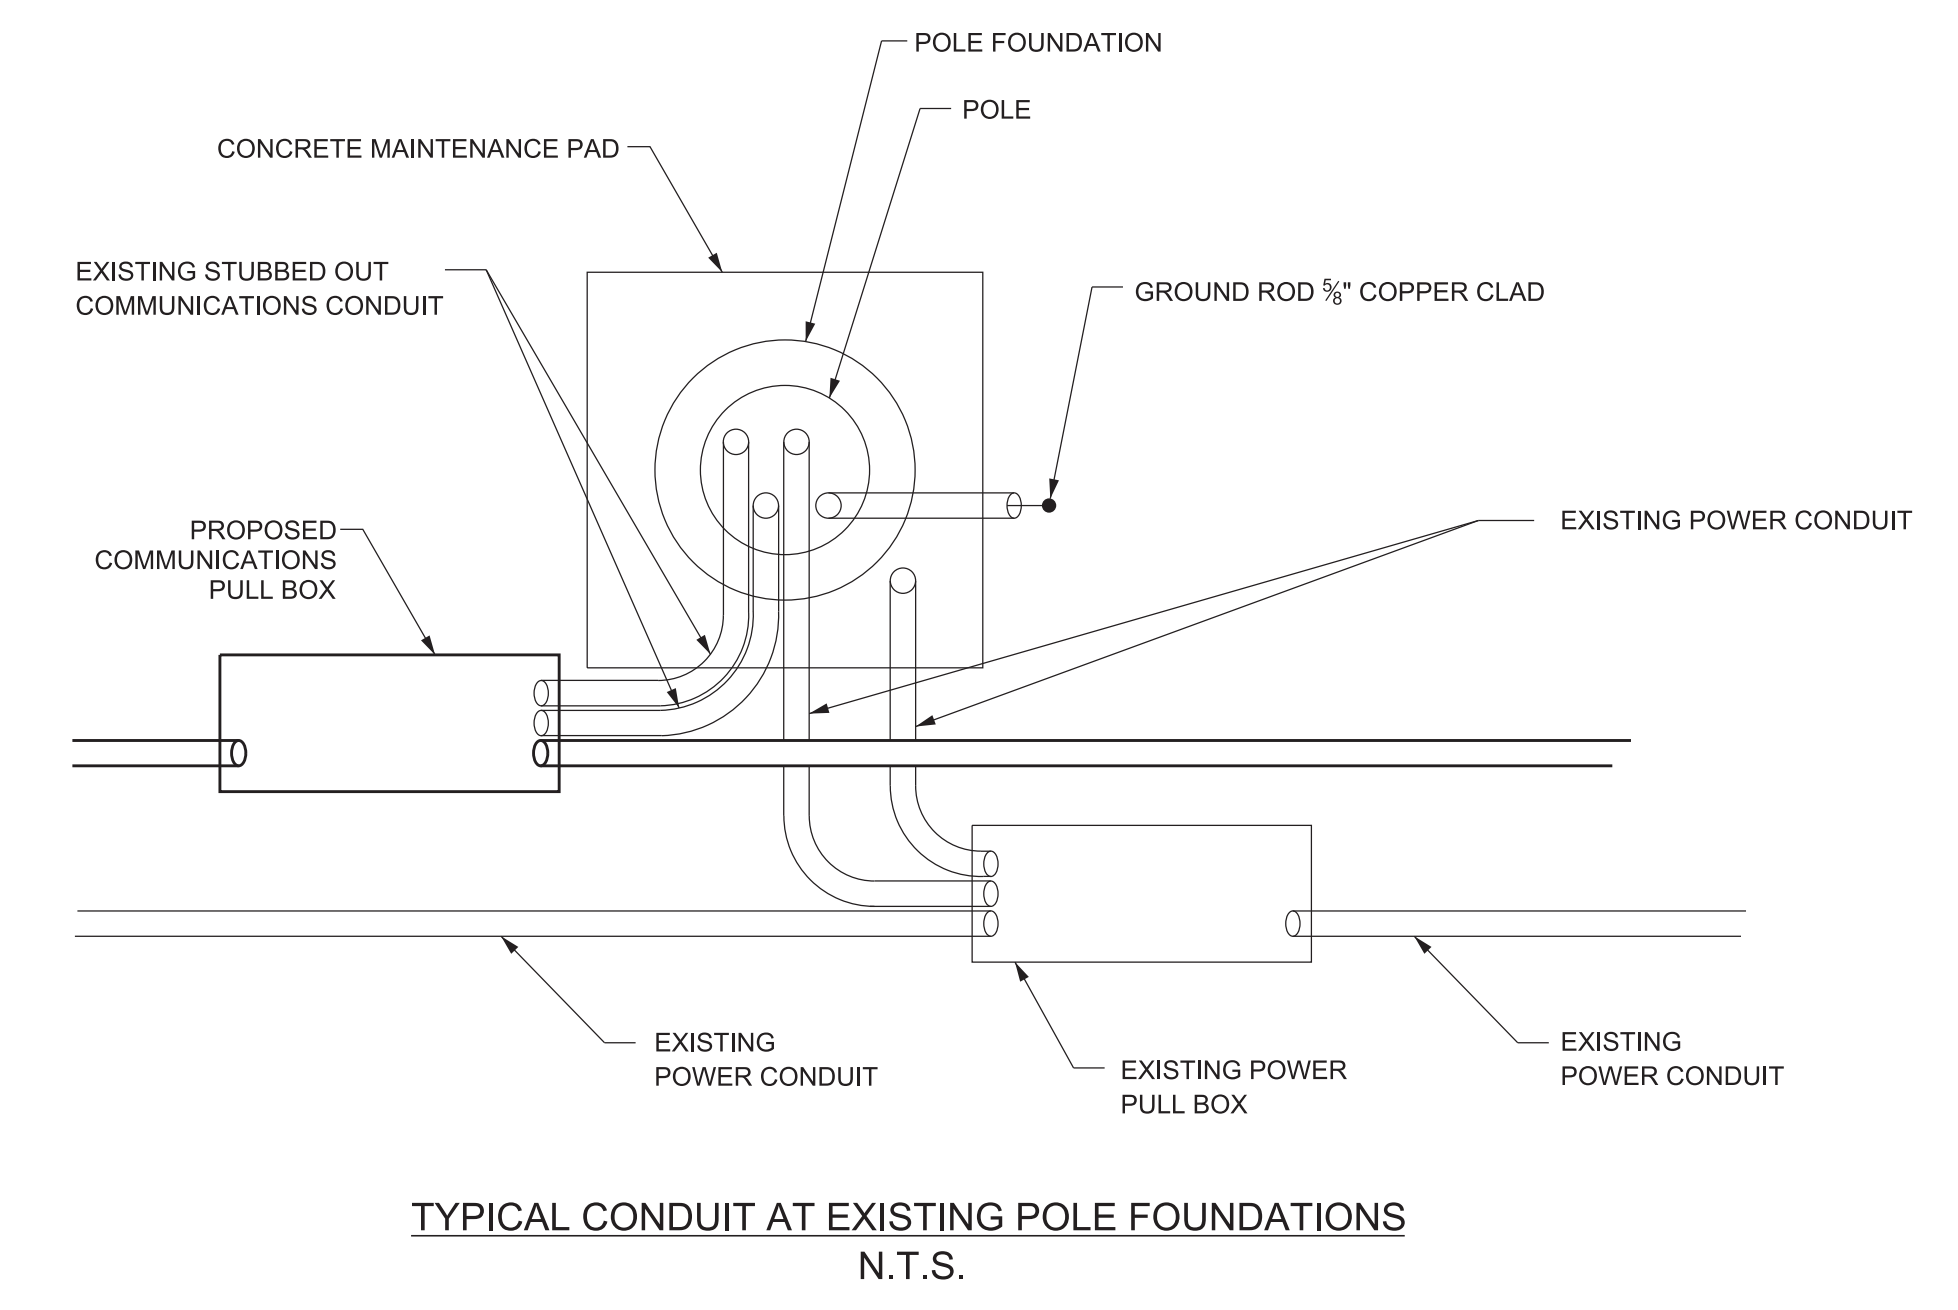 POLE FOUNDATION
POLE
CONCRETE MAINTENANCE PAD
EXISTING STUBBED OUT
COMMUNICATIONS CONDUIT
GROUND ROD ⅝" COPPER CLAD
PROPOSED
COMMUNICATIONS
PULL BOX
EXISTING POWER CONDUIT
EXISTING
POWER CONDUIT
EXISTING POWER
PULL BOX
EXISTING
POWER CONDUIT
TYPICAL CONDUIT AT EXISTING POLE FOUNDATIONS
N.T.S.